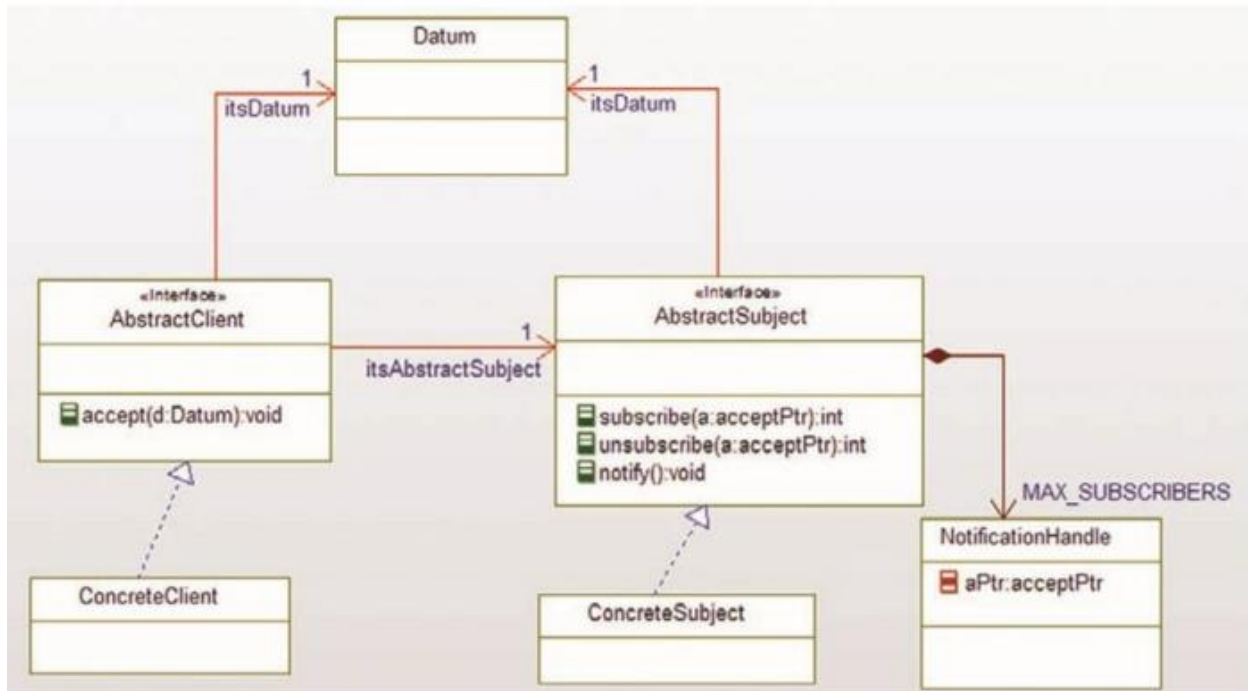 Datum
1
itsDatum
1
itsDatum
«Interface»
AbstractClient
accept(d:Datum):void
1
itsAbstractSubject
«Interface»
AbstractSubject
subscribe(a:acceptPtr):int
unsubscribe(a:acceptPtr):int
notify():void
MAX_SUBSCRIBERS
NotificationHandle
aPtr:acceptPtr
ConcreteClient
ConcreteSubject